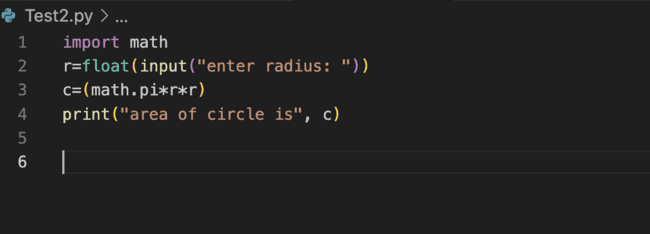 Test2.py > ...
1 import math
2 r=float(input("enter radius: "))
3 c=(math.pi*r*r)
4 print("area of circle is", c)
5
6